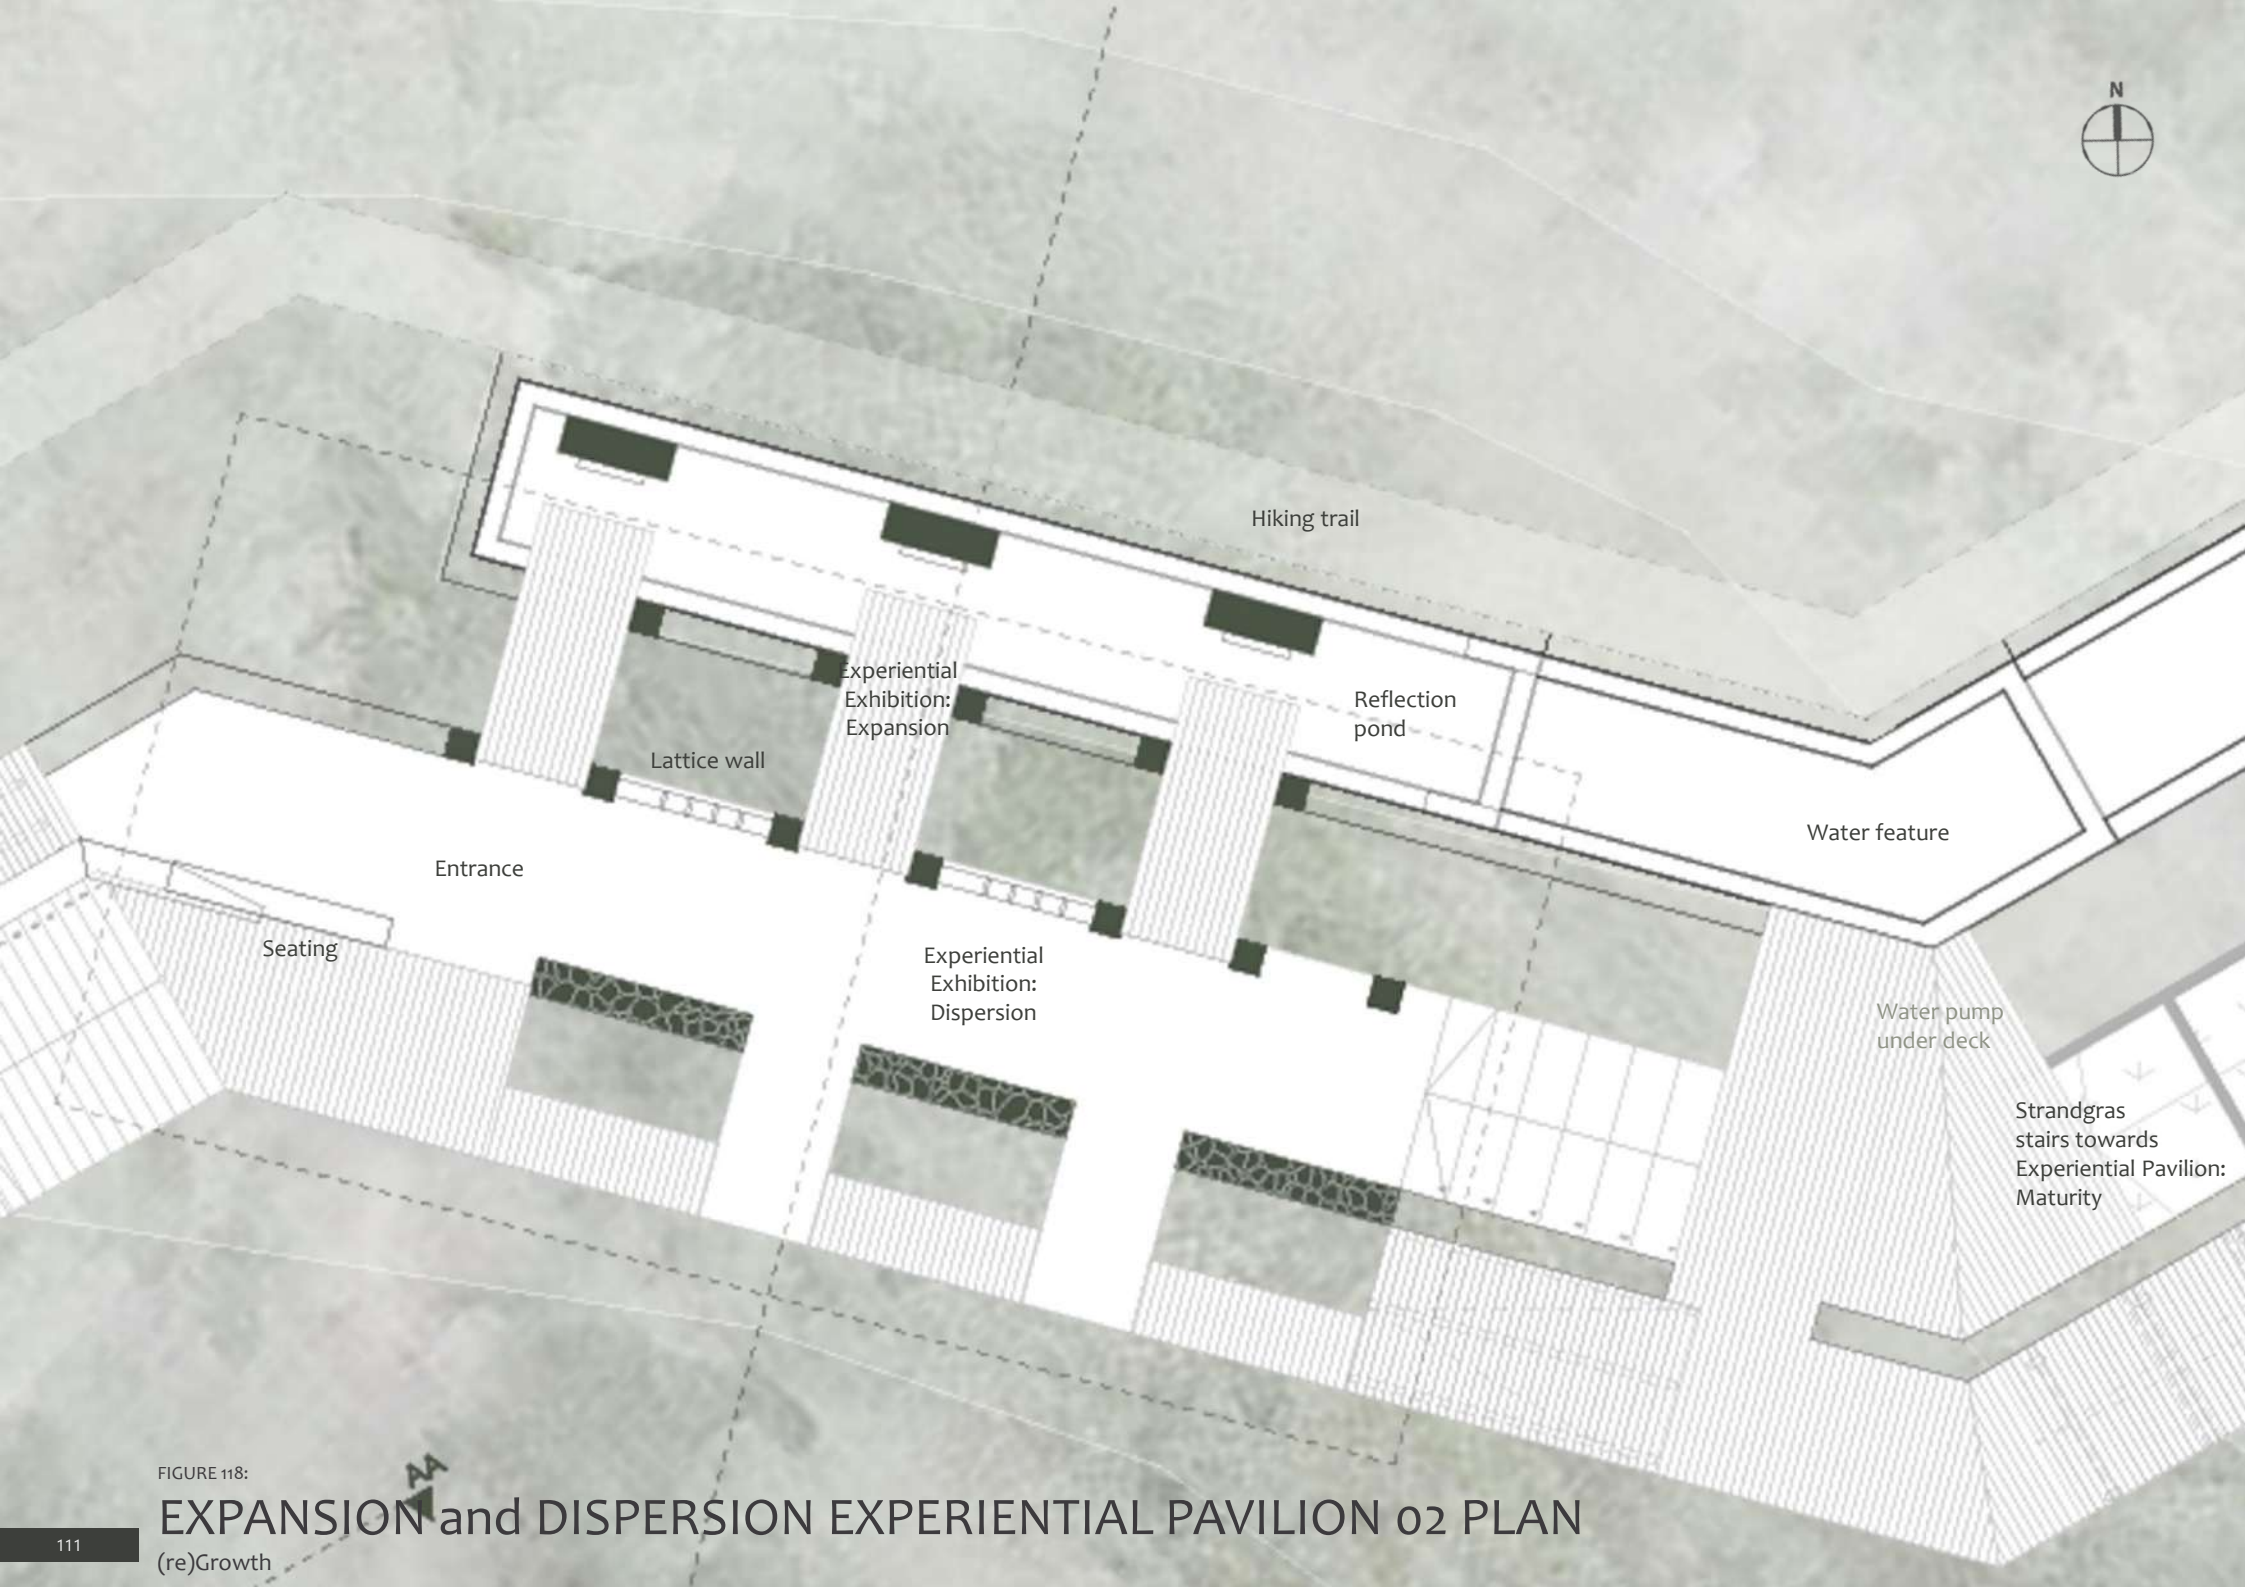 N
Hiking trail
Experiential
Exhibition:
Expansion
Reflection
pond
Lattice wall
Water feature
Entrance
Seating
Experiential
Exhibition:
Dispersion
Water pump
under deck
Strandgras
stairs towards
Experiential Pavilion:
Maturity
AA
FIGURE 118:
EXPANSION and DISPERSION EXPERIENTIAL PAVILION 02 PLAN
111
(re)Growth